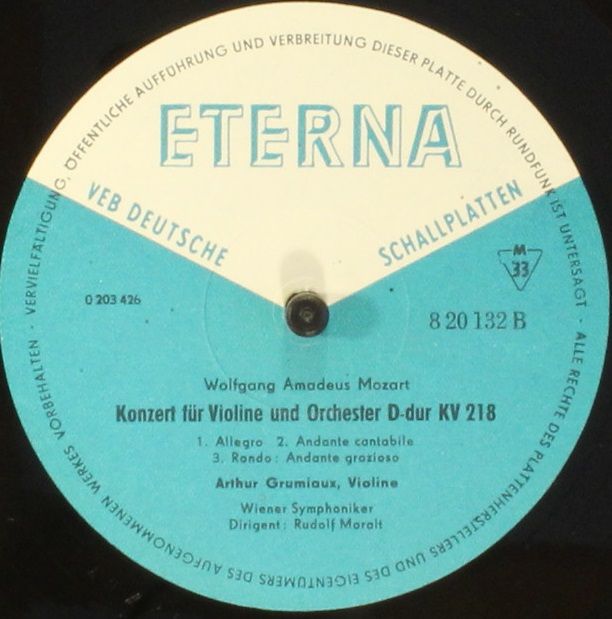 VERVIELFÄLTIGUNG, ÖFFENTLICHE AUFFÜHRUNG UND VERBREITUNG DIESER PLATTE DURCH RUNDFUNK IST UNTERSAGT · ALLE RECHTE DES PLATTENHERSTELLERS UND DES EIGENTÜMERS DES AUFGENOMMENEN WERKES VORBEHALTEN ·
ETERNA
VEB DEUTSCHE SCHALLPLATTEN
M
33
0 203 426
8 20 132 B
Wolfgang Amadeus Mozart
Konzert für Violine und Orchester D-dur KV 218
1. Allegro 2. Andante cantabile
3. Rondo: Andante grazioso
Arthur Grumiaux, Violine
Wiener Symphoniker
Dirigent: Rudolf Moralt